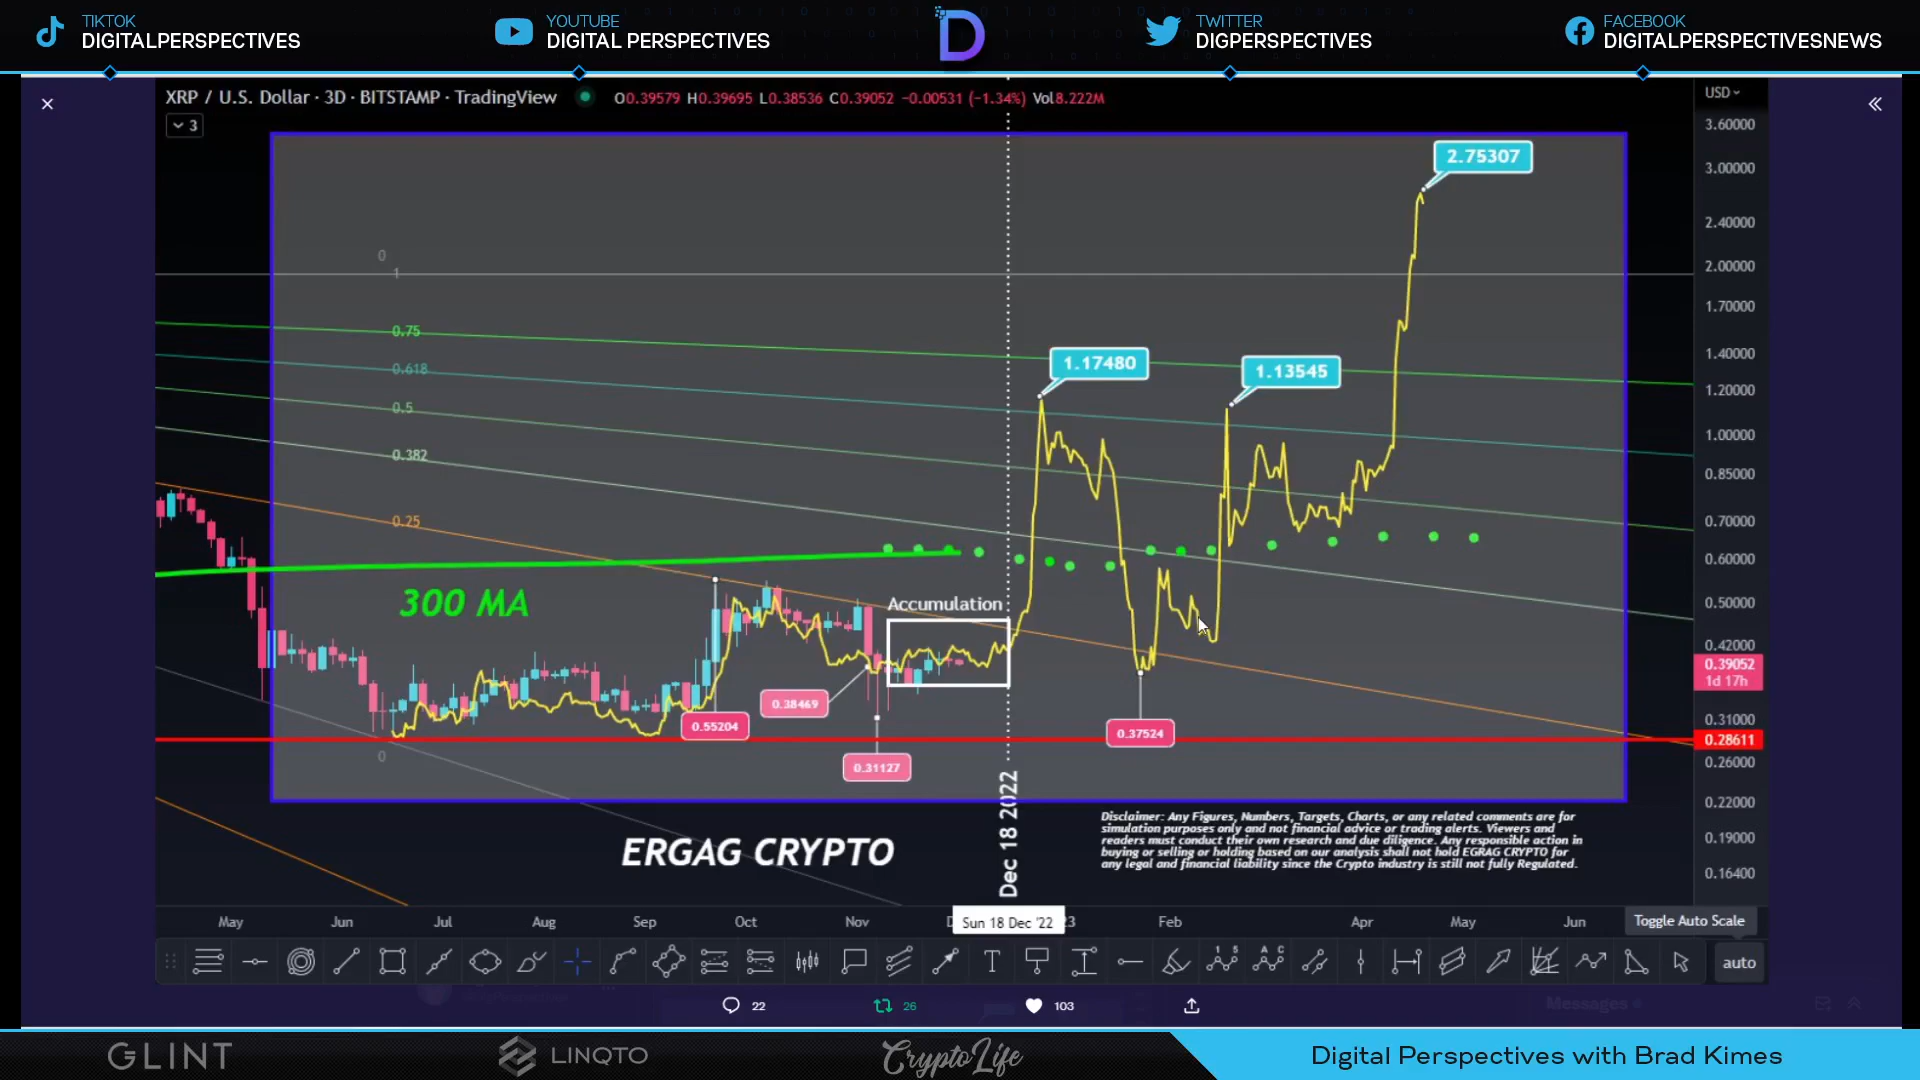 TIKTOK
DIGITALPERSPECTIVES
YOUTUBE
DIGITAL PERSPECTIVES
D
TWITTER
DIGPERSPECTIVES
FACEBOOK
DIGITALPERSPECTIVESNEWS
XRP / U.S. Dollar · 3D · BITSTAMP · TradingView
O0.39579 H0.39695 L0.38536 C0.39052 −0.00531 (−1.34%) Vol8.222M
3
USD
3.60000
3.00000
2.40000
2.00000
1.70000
1.40000
1.20000
1.00000
0.85000
0.70000
0.60000
0.50000
0.42000
0.39052
1d 17h
0.31000
0.28611
0.26000
0.22000
0.19000
0.16400
2.75307
0
1
0.75
0.618
0.5
0.382
0.25
0
1.17480
1.13545
300 MA
Accumulation
0.55204
0.38469
0.31127
0.37524
Dec 18 2022
ERGAG CRYPTO
Disclaimer: Any Figures, Numbers, Targets, Charts, or any related comments are for
simulation purposes only and not financial advice or trading alerts. Viewers and
readers must conduct their own research and due diligence. Any responsible action in
buying or selling or holding based on our analysis shall not hold EGRAG CRYPTO for
any legal and financial liability since the Crypto industry is still not fully Regulated.
May Jun Jul Aug Sep Oct Nov D Sun 18 Dec '22 23 Feb Apr May Jun
Toggle Auto Scale
auto
22
26
103
Messages
GLINT
LINQTO
CryptoLife
Digital Perspectives with Brad Kimes